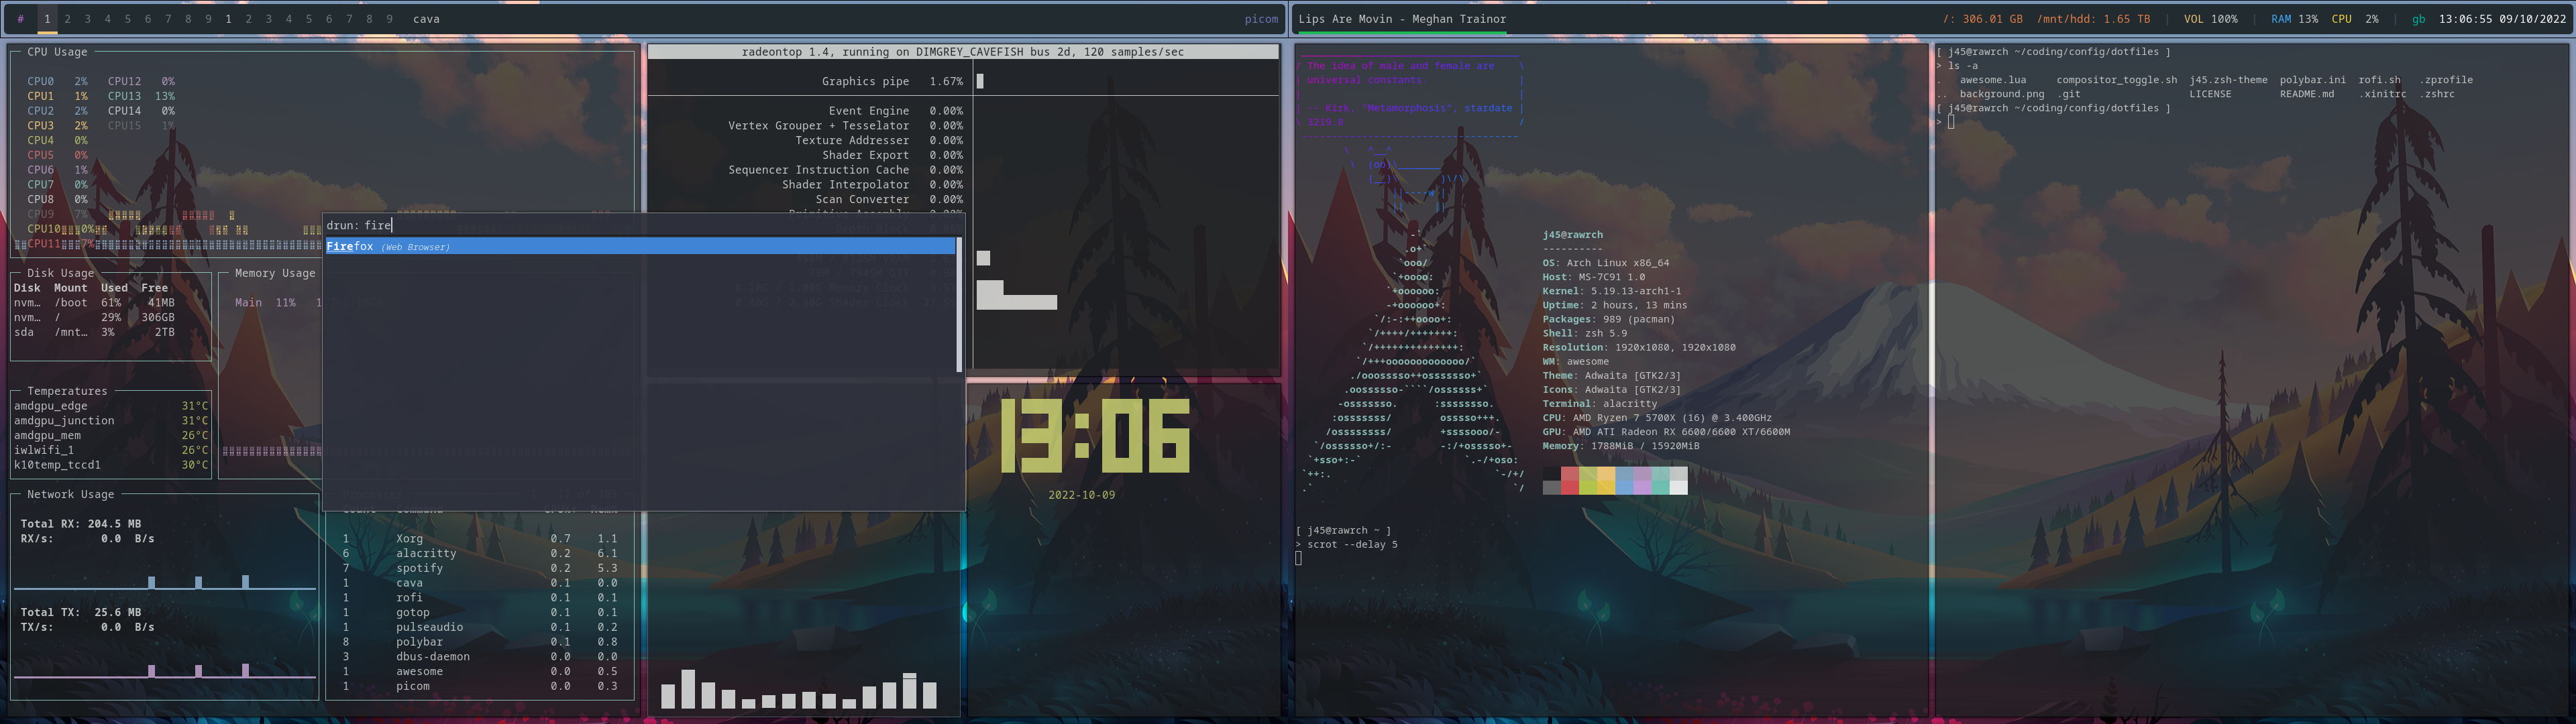 # 1 2 3 4 5 6 7 8 9 1 2 3 4 5 6 7 8 9 cava
picom
Lips Are Movin - Meghan Trainor
/: 306.01 GB /mnt/hdd: 1.65 TB | VOL 100% | RAM 13% CPU 2% | gb 13:06:55 09/10/2022
CPU Usage
CPU0 2% CPU12 0%
CPU1 1% CPU13 13%
CPU2 2% CPU14 0%
CPU3 2% CPU15 1%
CPU4 0%
CPU5 0%
CPU6 1%
CPU7 0%
CPU8 0%
CPU9 7%
CPU10 0%
CPU11 7%
Disk Usage
Disk Mount Used Free
nvm… /boot 61% 41MB
nvm… / 29% 306GB
sda /mnt… 3% 2TB
Memory Usage
Main 11%
Temperatures
amdgpu_edge 31°C
amdgpu_junction 31°C
amdgpu_mem 26°C
iwlwifi_1 26°C
k10temp_tccd1 30°C
Network Usage
Total RX: 204.5 MB
RX/s: 0.0 B/s
Total TX: 25.6 MB
TX/s: 0.0 B/s
1 Xorg 0.7 1.1
6 alacritty 0.2 6.1
7 spotify 0.2 5.3
1 cava 0.1 0.0
1 rofi 0.1 0.1
1 gotop 0.1 0.1
1 pulseaudio 0.1 0.2
8 polybar 0.1 0.8
3 dbus-daemon 0.0 0.0
1 awesome 0.0 0.5
1 picom 0.0 0.3
drun: fire
Firefox (Web Browser)
radeontop 1.4, running on DIMGREY_CAVEFISH bus 2d, 120 samples/sec
Graphics pipe 1.67%
Event Engine 0.00%
Vertex Grouper + Tesselator 0.00%
Texture Addresser 0.00%
Shader Export 0.00%
Sequencer Instruction Cache 0.00%
Shader Interpolator 0.00%
Scan Converter 0.00%
13:06
2022-10-09
/ The idea of male and female are \
| universal constants. |
| |
| -- Kirk, "Metamorphosis", stardate |
\ 3219.8 /
j45@rawrch
----------
OS: Arch Linux x86_64
Host: MS-7C91 1.0
Kernel: 5.19.13-arch1-1
Uptime: 2 hours, 13 mins
Packages: 989 (pacman)
Shell: zsh 5.9
Resolution: 1920x1080, 1920x1080
WM: awesome
Theme: Adwaita [GTK2/3]
Icons: Adwaita [GTK2/3]
Terminal: alacritty
CPU: AMD Ryzen 7 5700X (16) @ 3.400GHz
GPU: AMD ATI Radeon RX 6600/6600 XT/6600M
Memory: 1788MiB / 15920MiB
[ j45@rawrch ~ ]
> scrot --delay 5
[ j45@rawrch ~/coding/config/dotfiles ]
> ls -a
. awesome.lua compositor_toggle.sh j45.zsh-theme polybar.ini rofi.sh .zprofile
.. background.png .git LICENSE README.md .xinitrc .zshrc
[ j45@rawrch ~/coding/config/dotfiles ]
>